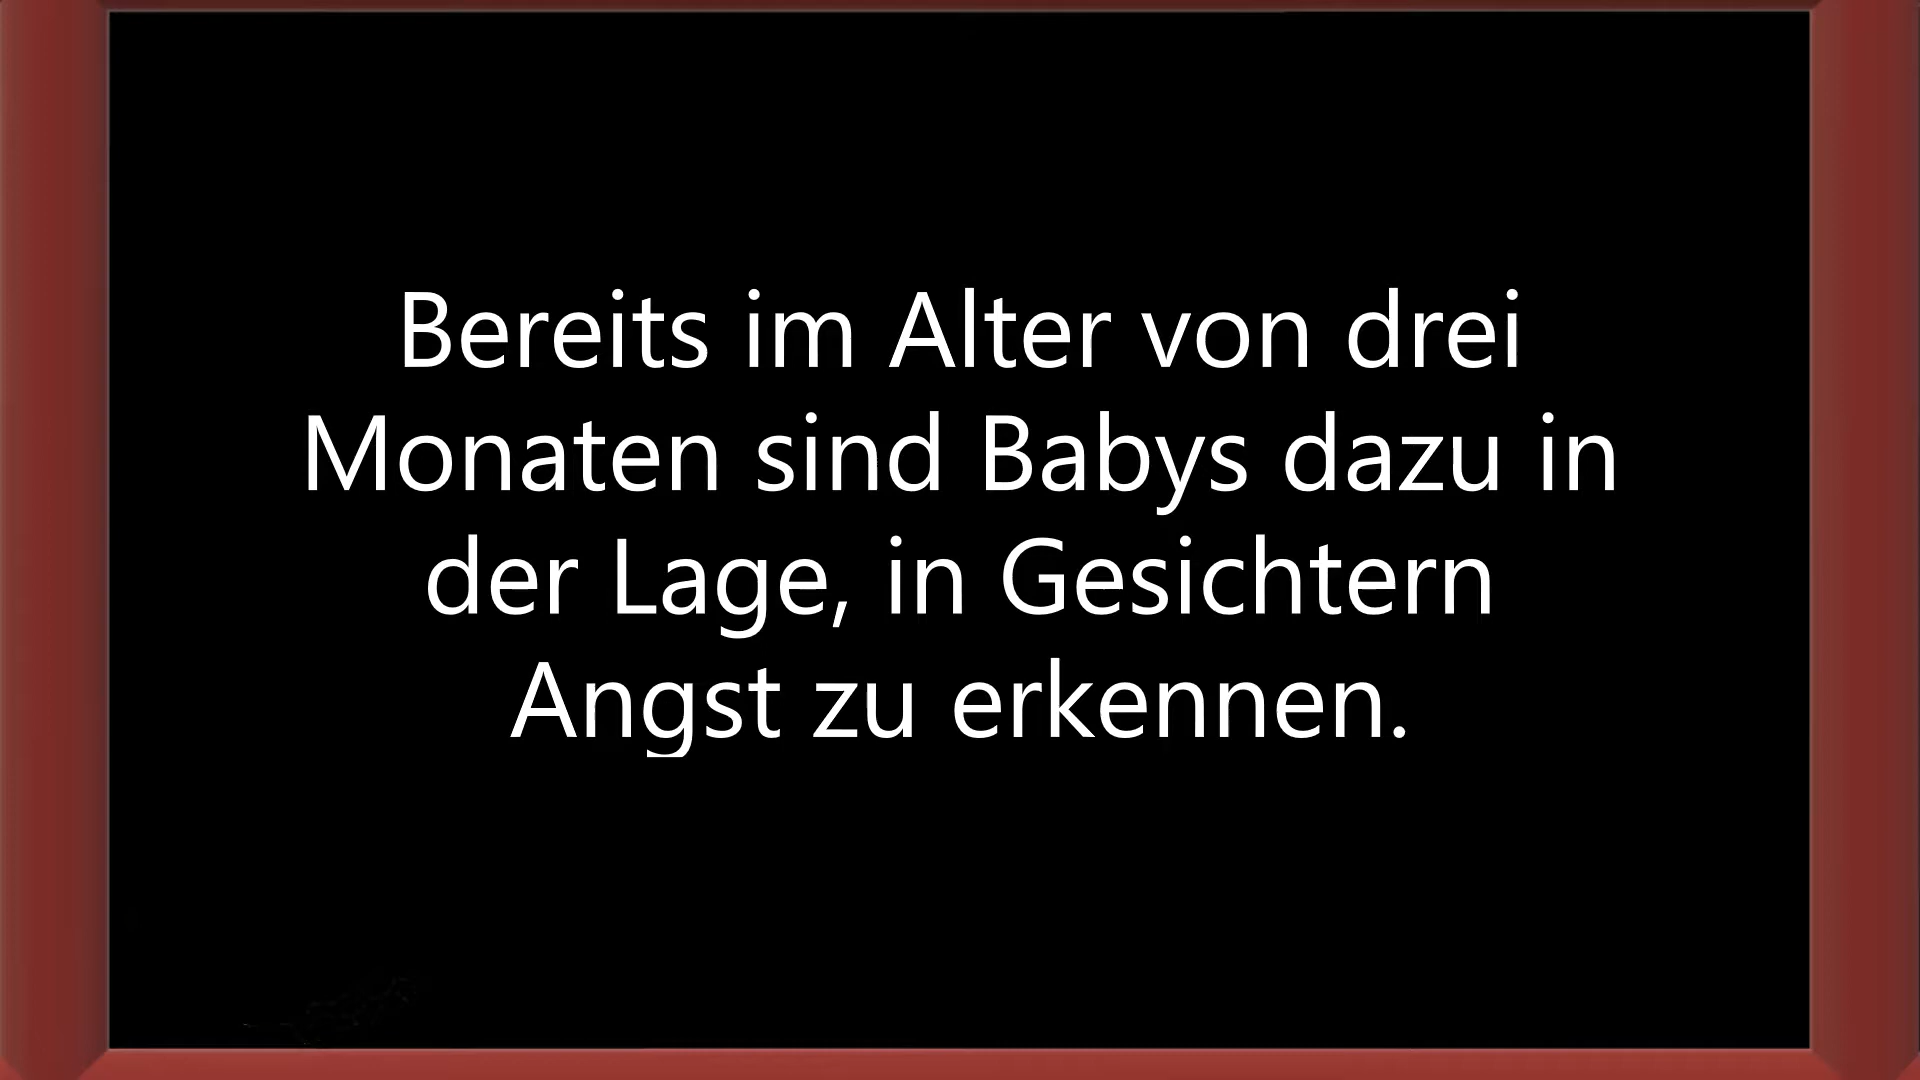 Bereits im Alter von drei
Monaten sind Babys dazu in
der Lage, in Gesichtern
Angst zu erkennen.